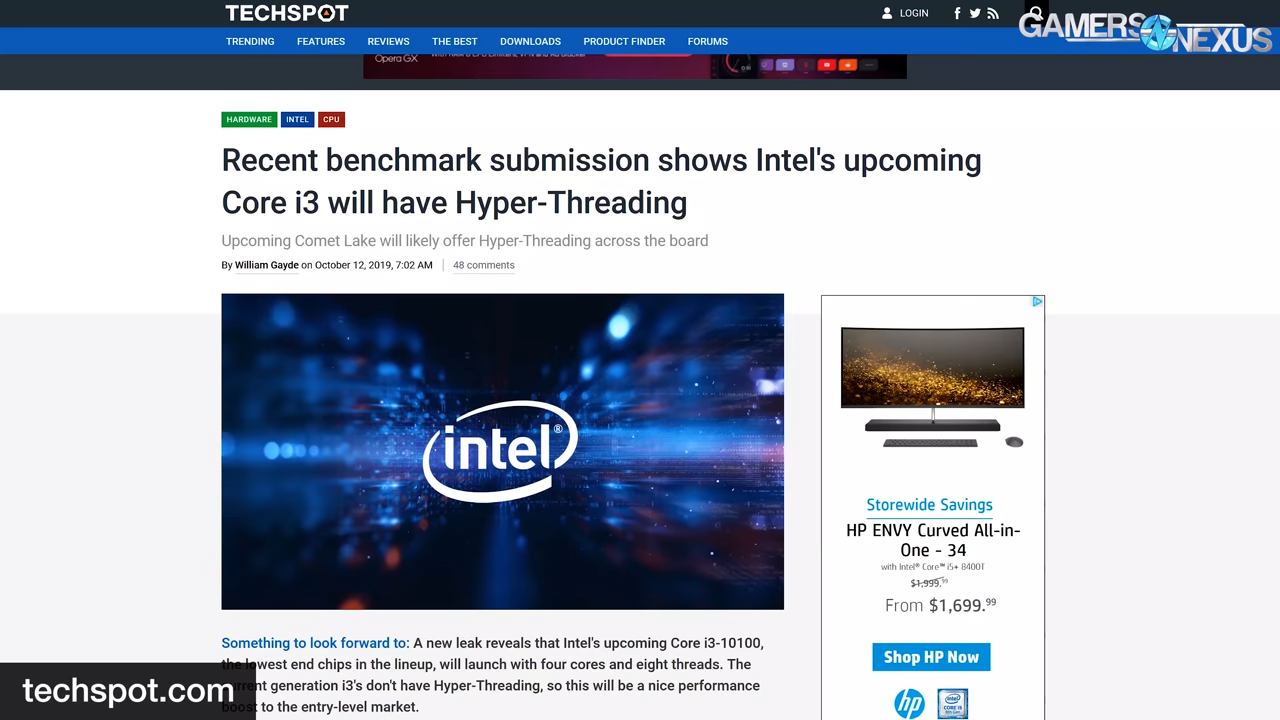 TECHSPOT
LOGIN
GAMERS NEXUS
TRENDING FEATURES REVIEWS THE BEST DOWNLOADS PRODUCT FINDER FORUMS
Opera GX
HARDWARE INTEL CPU
Recent benchmark submission shows Intel's upcoming
Core i3 will have Hyper-Threading
Upcoming Comet Lake will likely offer Hyper-Threading across the board
By William Gayde on October 12, 2019, 7:02 AM 48 comments
intel®
Something to look forward to: A new leak reveals that Intel's upcoming Core i3-10100,
the lowest end chips in the lineup, will launch with four cores and eight threads. The
current generation i3's don't have Hyper-Threading, so this will be a nice performance
boost to the entry-level market.
Storewide Savings
HP ENVY Curved All-in-
One - 34
with Intel® Core™ i5+ 8400T
$1,999.99
From $1,699.99
Shop HP Now
hp
techspot.com